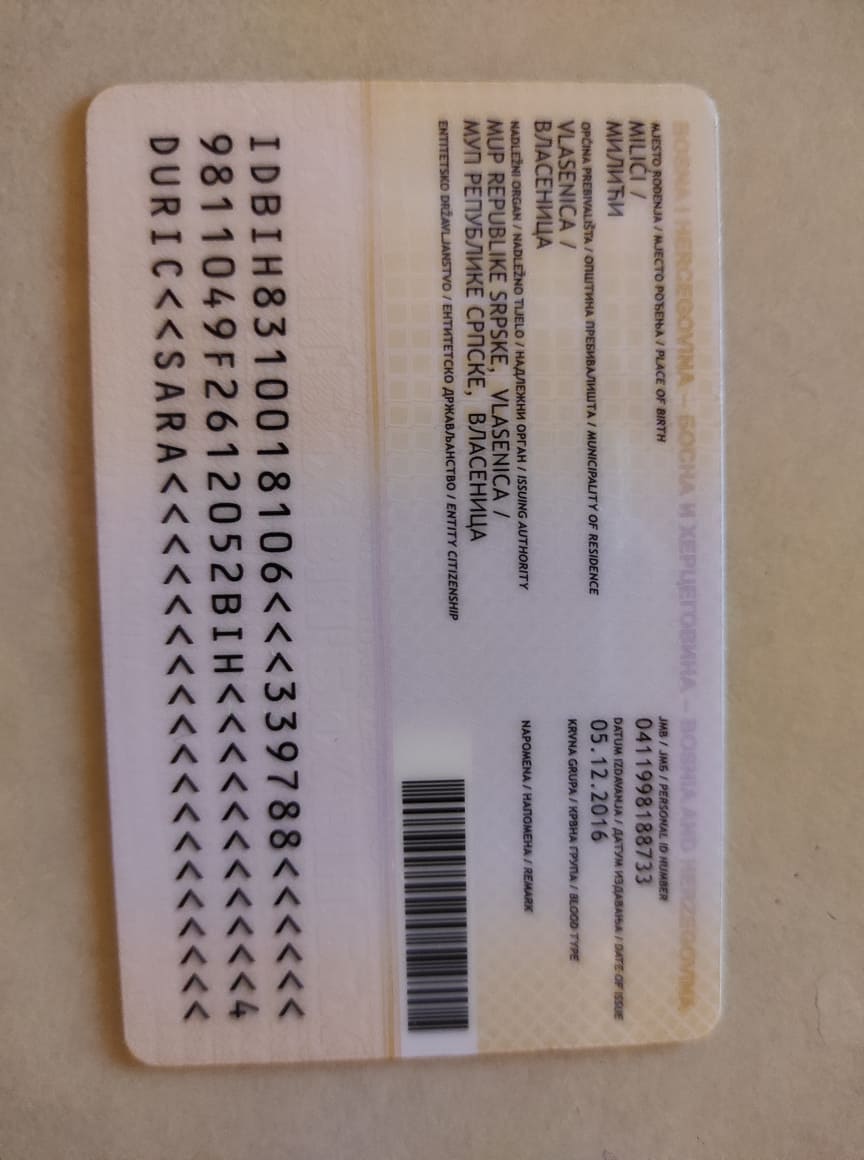 BOSNA I HERCEGOVINA – БОСНА И ХЕРЦЕГОВИНА – BOSNIA AND HERZEGOVINA
MJESTO ROĐENJA / МЈЕСТО РОЂЕЊА / PLACE OF BIRTH
MILIĆI /
МИЛИЋИ
OPĆINA PREBIVALIŠTA / ОПШТИНА ПРЕБИВАЛИШТА / MUNICIPALITY OF RESIDENCE
VLASENICA /
ВЛАСЕНИЦА
NADLEŽNI ORGAN / NADLEŽNO TIJELO / НАДЛЕЖНИ ОРГАН / ISSUING AUTHORITY
MUP REPUBLIKE SRPSKE, VLASENICA /
МУП РЕПУБЛИКЕ СРПСКЕ, ВЛАСЕНИЦА
ENTITETSKO DRŽAVLJANSTVO / ЕНТИТЕТСКО ДРЖАВЉАНСТВО / ENTITY CITIZENSHIP
JMB / ЈМБ / PERSONAL ID NUMBER
0411998188733
DATUM IZDAVANJA / ДАТУМ ИЗДАВАЊА / DATE OF ISSUE
05.12.2016
KRVNA GRUPA / КРВНА ГРУПА / BLOOD TYPE
NAPOMENA / НАПОМЕНА / REMARK
IDBIH8310018106<<<339788<<<<<<
9811049F2612052BIH<<<<<<<<<<<4
DURIC<<SARA<<<<<<<<<<<<<<<<<<<